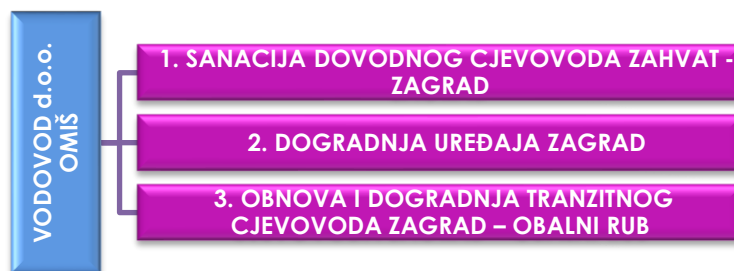 VODOVOD d.o.o.
OMIŠ
1. SANACIJA DOVODNOG CJEVOVODA ZAHVAT -
ZAGRAD
2. DOGRADNJA UREĐAJA ZAGRAD
3. OBNOVA I DOGRADNJA TRANZITNOG
CJEVOVODA ZAGRAD – OBALNI RUB